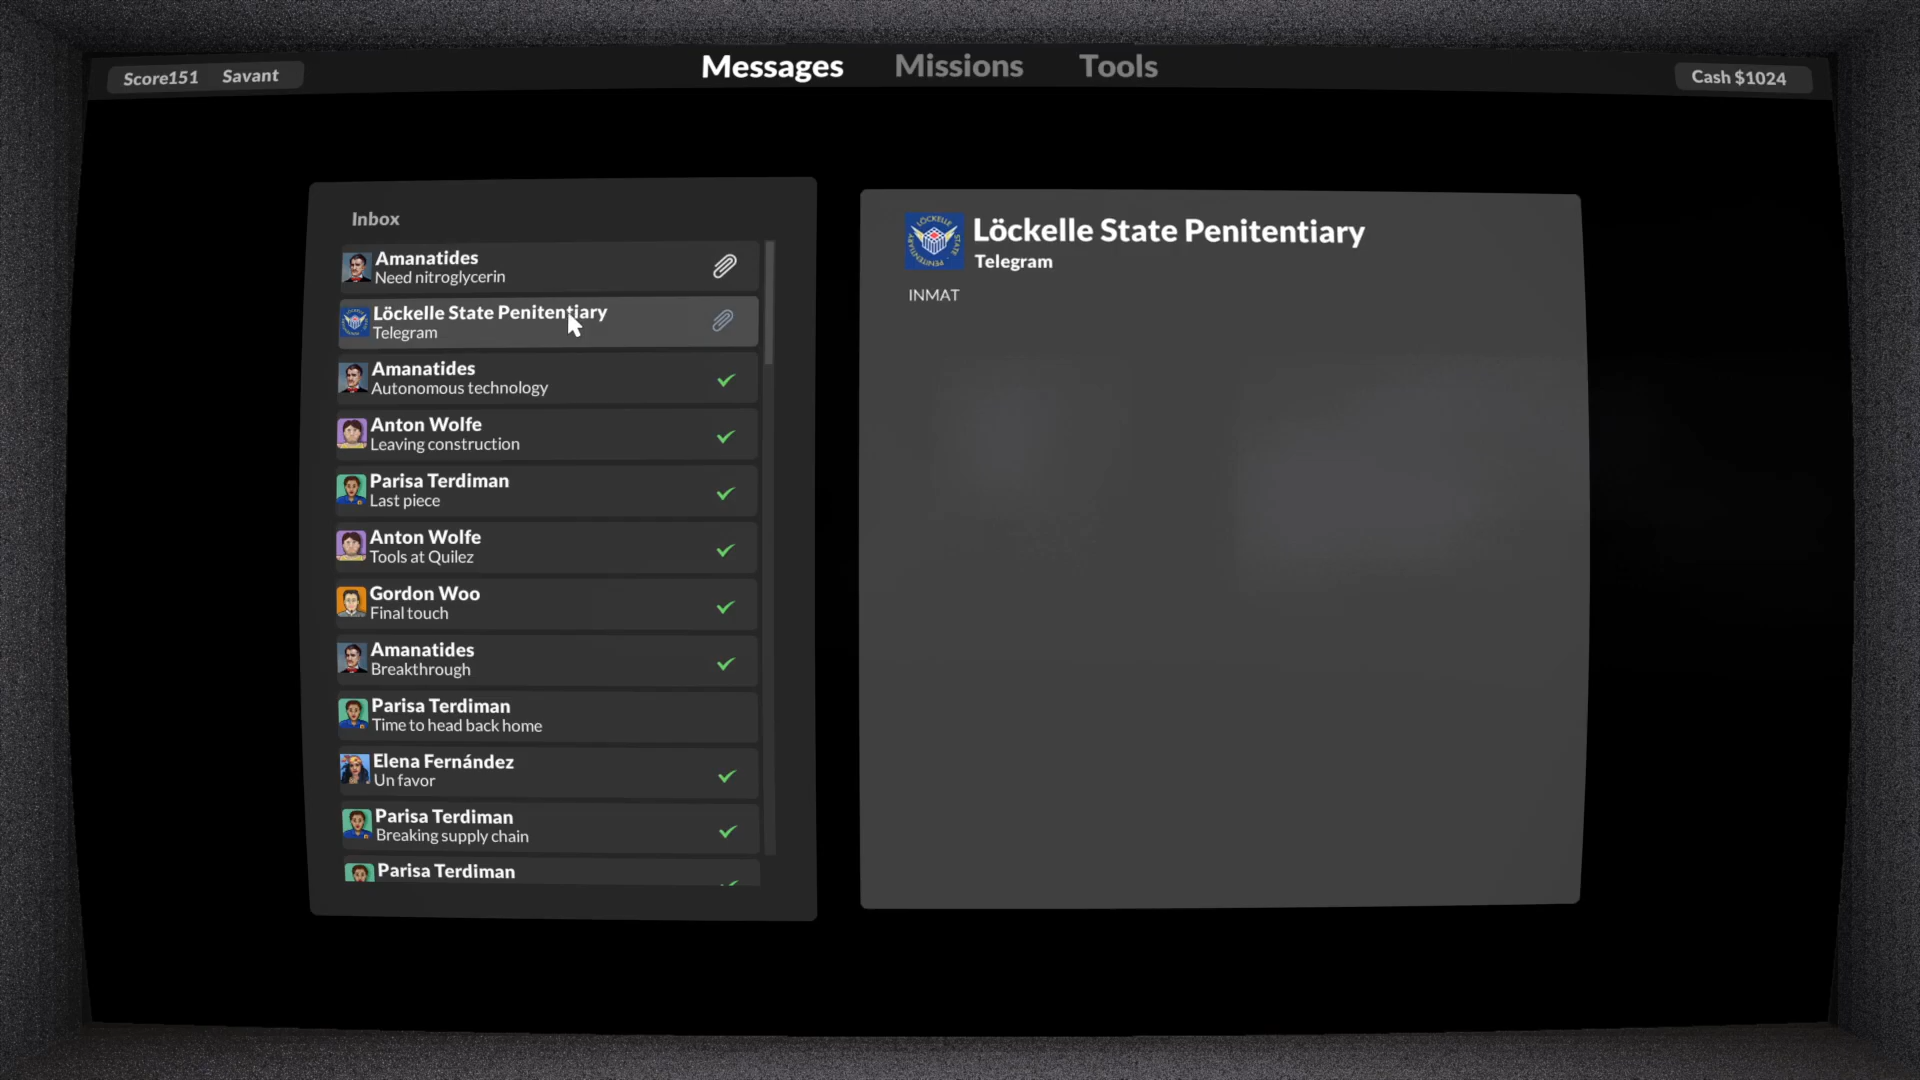 Score151 Savant
Messages Missions Tools
Cash $1024
Inbox
Amanatides
Need nitroglycerin
Löckelle State Penitentiary
Telegram
Amanatides
Autonomous technology
Anton Wolfe
Leaving construction
Parisa Terdiman
Last piece
Anton Wolfe
Tools at Quilez
Gordon Woo
Final touch
Amanatides
Breakthrough
Parisa Terdiman
Time to head back home
Elena Fernández
Un favor
Parisa Terdiman
Breaking supply chain
Parisa Terdiman
LÖCKELLE STATE PENITENTIARY
Löckelle State Penitentiary
Telegram
INMAT